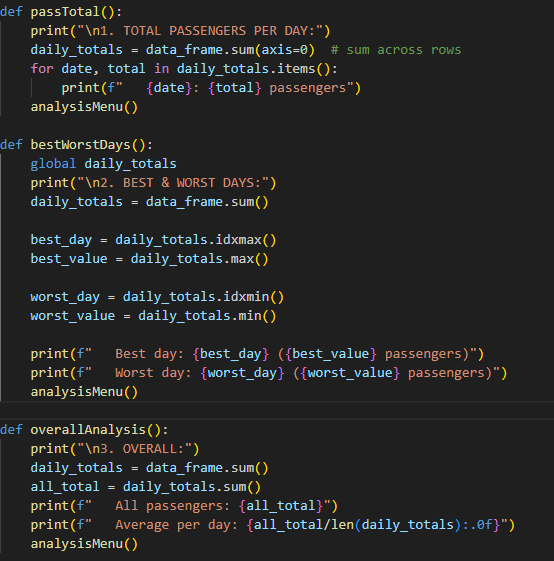 def passTotal():
    print("\n1. TOTAL PASSENGERS PER DAY:")
    daily_totals = data_frame.sum(axis=0)  # sum across rows
    for date, total in daily_totals.items():
        print(f"   {date}: {total} passengers")
    analysisMenu()

def bestWorstDays():
    global daily_totals
    print("\n2. BEST & WORST DAYS:")
    daily_totals = data_frame.sum()

    best_day = daily_totals.idxmax()
    best_value = daily_totals.max()

    worst_day = daily_totals.idxmin()
    worst_value = daily_totals.min()

    print(f"   Best day: {best_day} ({best_value} passengers)")
    print(f"   Worst day: {worst_day} ({worst_value} passengers)")
    analysisMenu()

def overallAnalysis():
    print("\n3. OVERALL:")
    daily_totals = data_frame.sum()
    all_total = daily_totals.sum()
    print(f"   All passengers: {all_total}")
    print(f"   Average per day: {all_total/len(daily_totals):.0f}")
    analysisMenu()